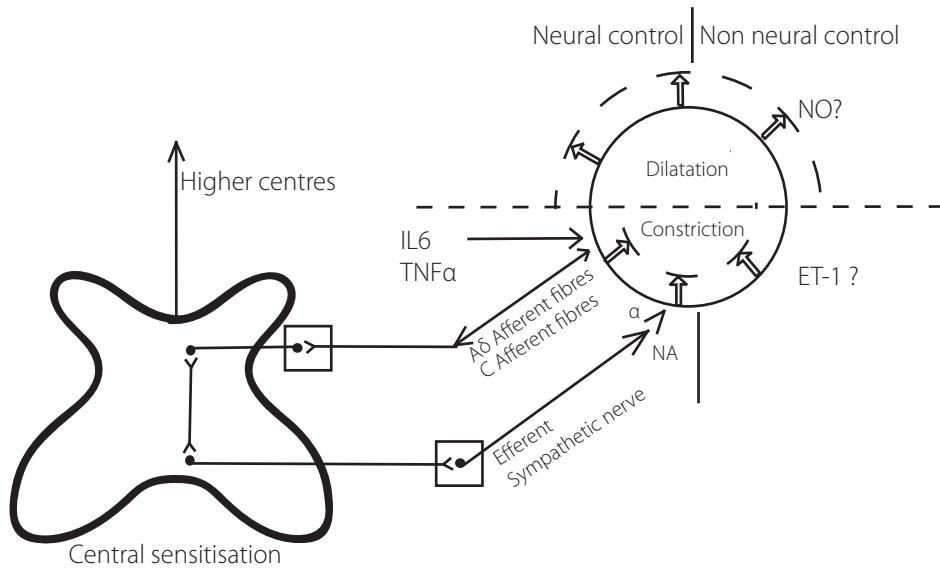 Neural control
Non neural control
NO?
Dilatation
Higher centres
Constriction
IL6
TNFα
ET-1 ?
Aδ Afferent fibres
C Afferent fibres
α
NA
Efferent
Sympathetic nerve
Central sensitisation